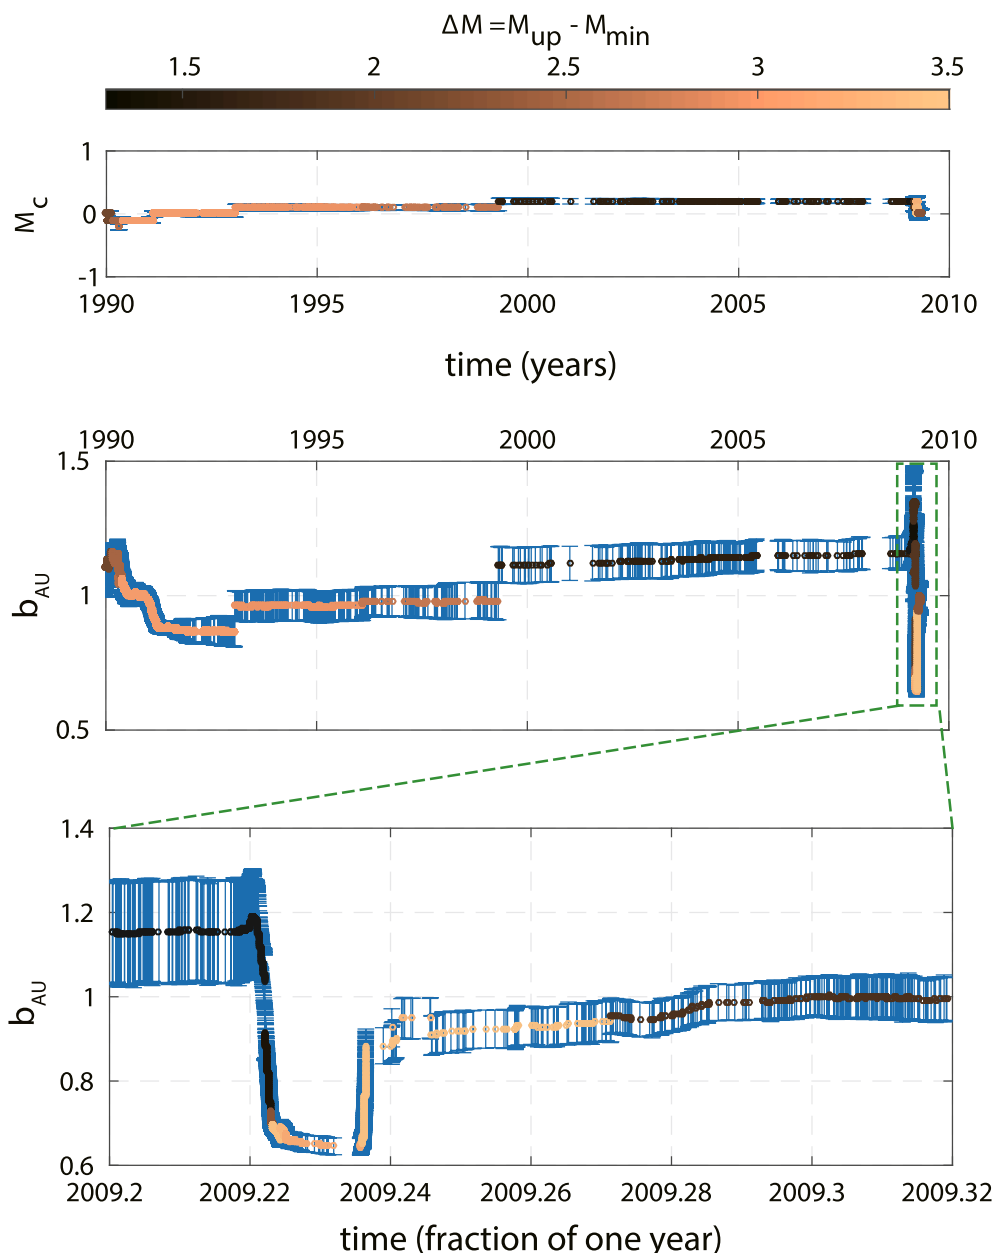 ΔM = M_up - M_min
1.5 2 2.5 3 3.5
1
0
-1
M_c
1990 1995 2000 2005 2010
time (years)
1990 1995 2000 2005 2010
1.5
1
0.5
b_AU
1.4
1.2
1
0.8
0.6
b_AU
2009.2 2009.22 2009.24 2009.26 2009.28 2009.3 2009.32
time (fraction of one year)